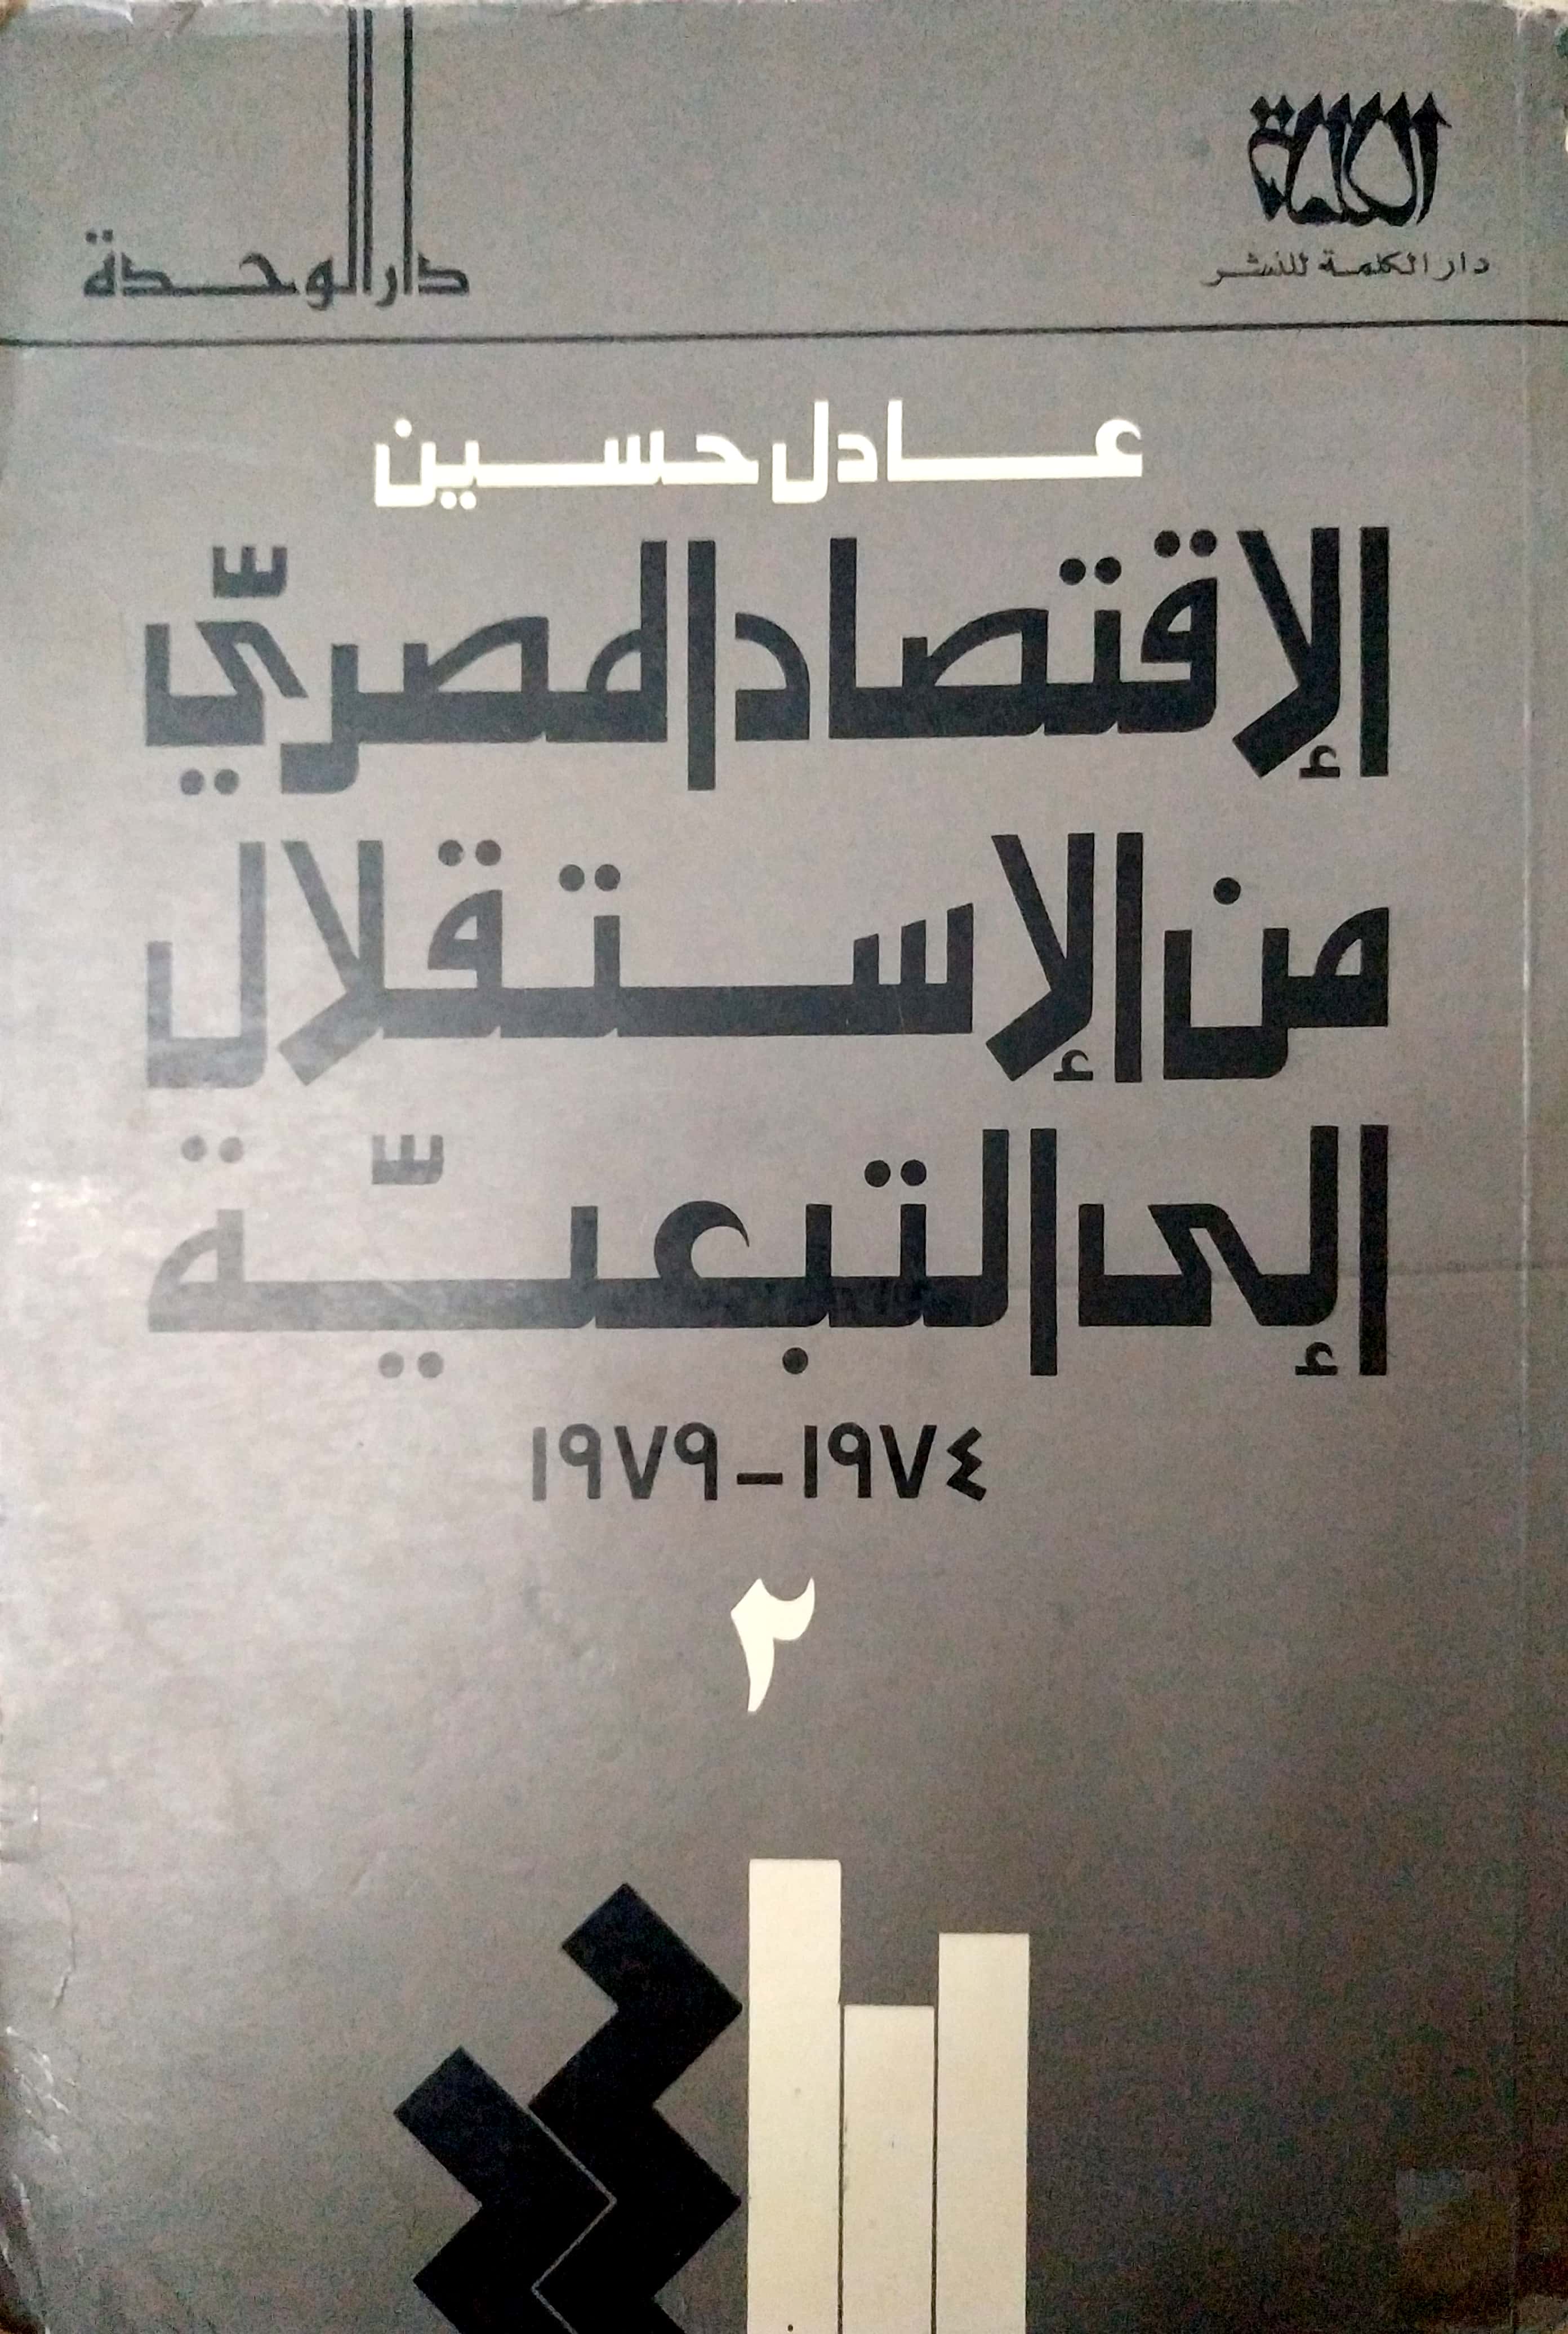 الكلمة
دار الكلمة للنشر
دار الوحدة
عادل حسين
الإقتصاد المصريّ
من الإستقلال
إلى التبعيّة
١٩٧٤-١٩٧٩
٢